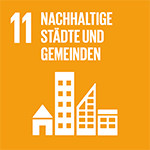 11 NACHHALTIGE
STÄDTE UND
GEMEINDEN